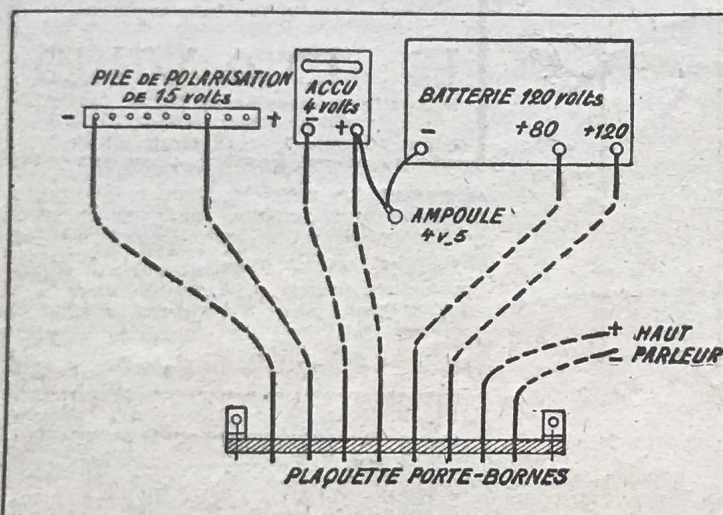 PILE DE POLARISATION
DE 15 volts
- +
ACCU
4 volts
- +
BATTERIE 120 volts
- +80 +120
AMPOULE
4v_5
+ HAUT
- PARLEUR
PLAQUETTE PORTE-BORNES